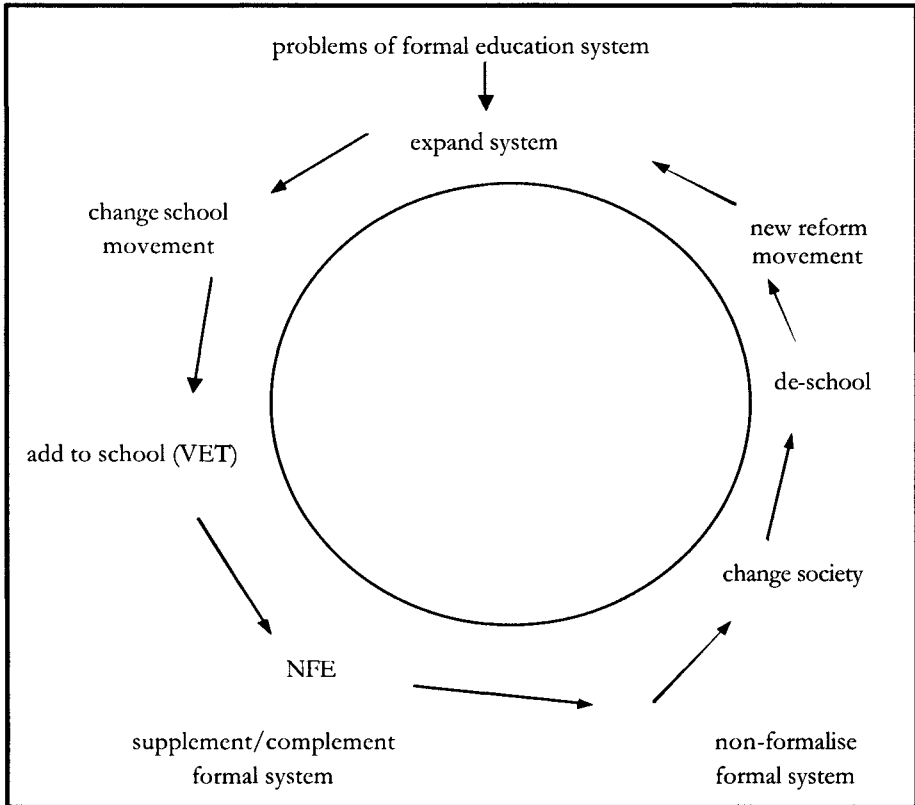 problems of formal education system
expand system
change school
movement
new reform
movement
de-school
add to school (VET)
change society
NFE
supplement/complement
formal system
non-formalise
formal system